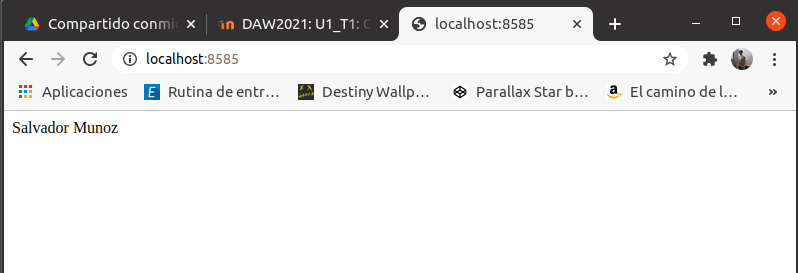 Compartido conmi
DAW2021: U1_T1: C
localhost:8585
localhost:8585
Aplicaciones
Rutina de entr...
Destiny Wallp...
Parallax Star b...
El camino de l...
Salvador Munoz